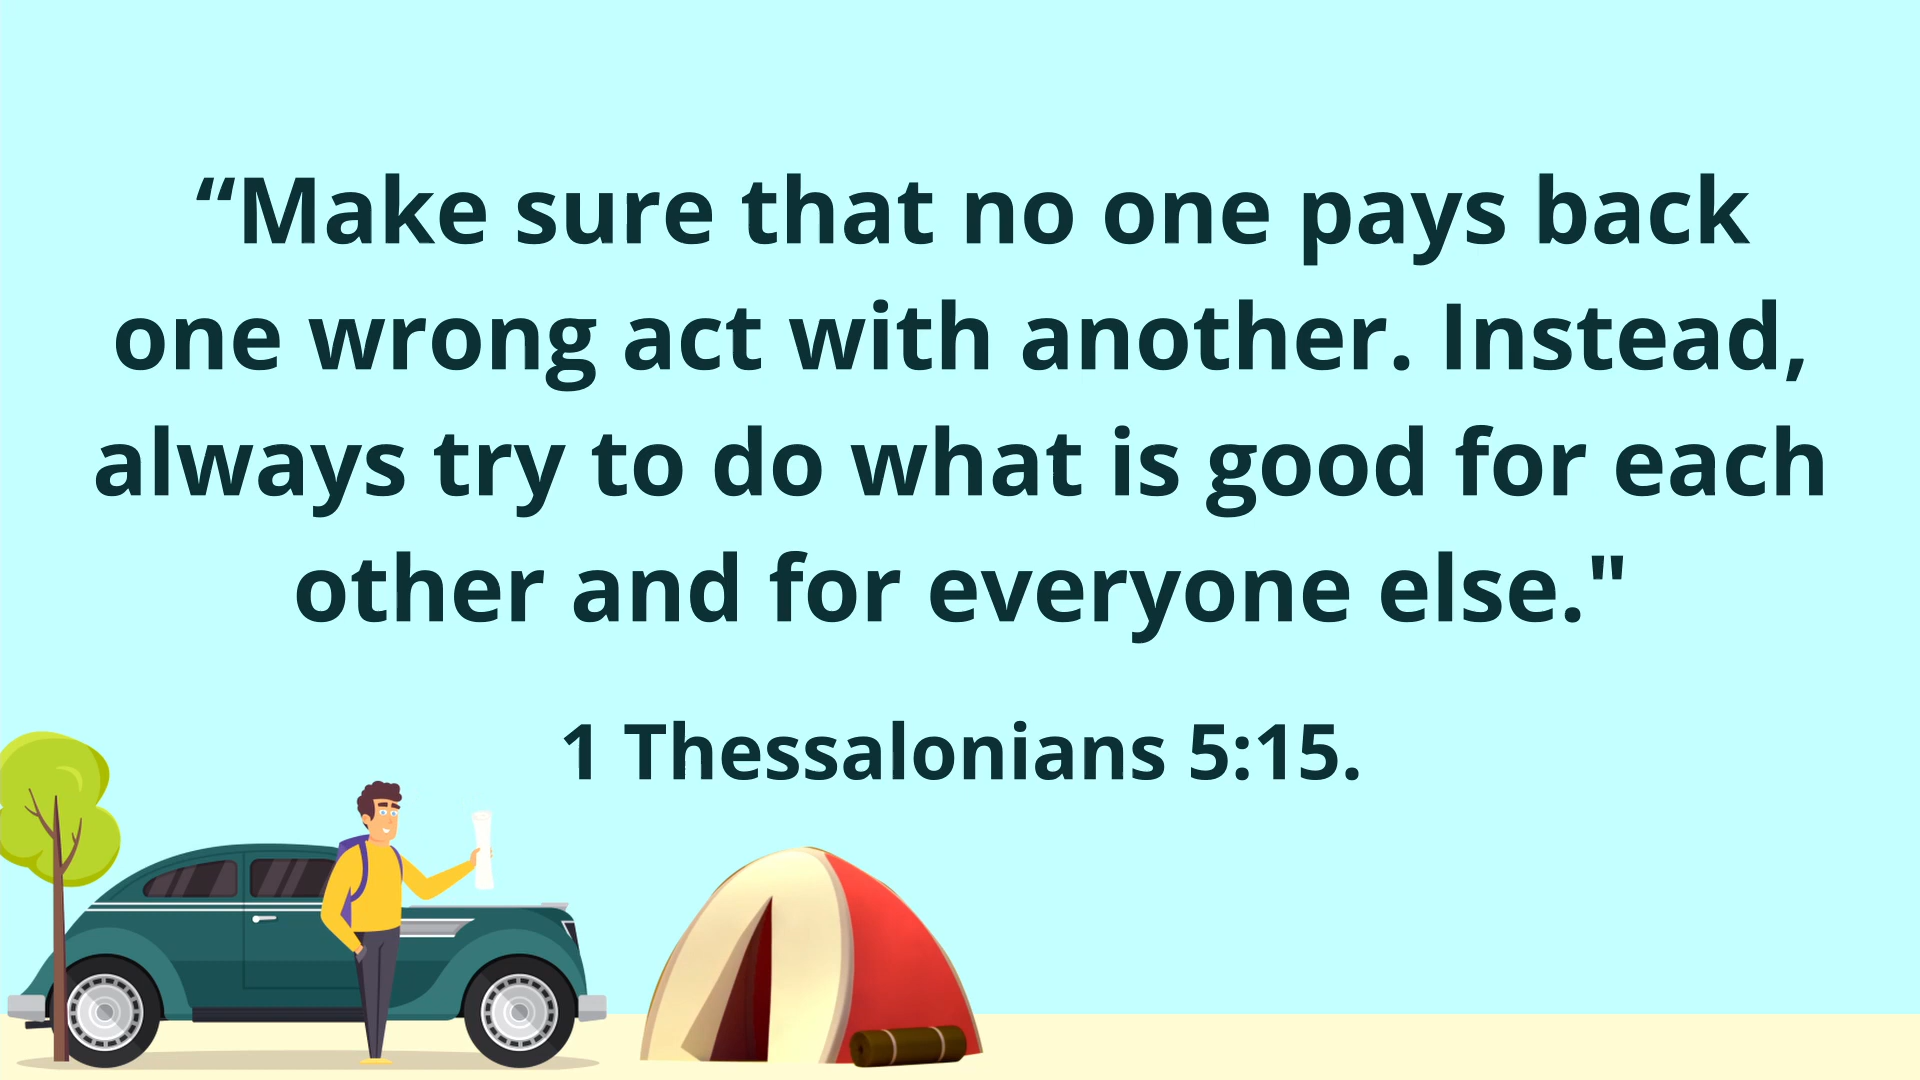 “Make sure that no one pays back
one wrong act with another. Instead,
always try to do what is good for each
other and for everyone else."
1 Thessalonians 5:15.